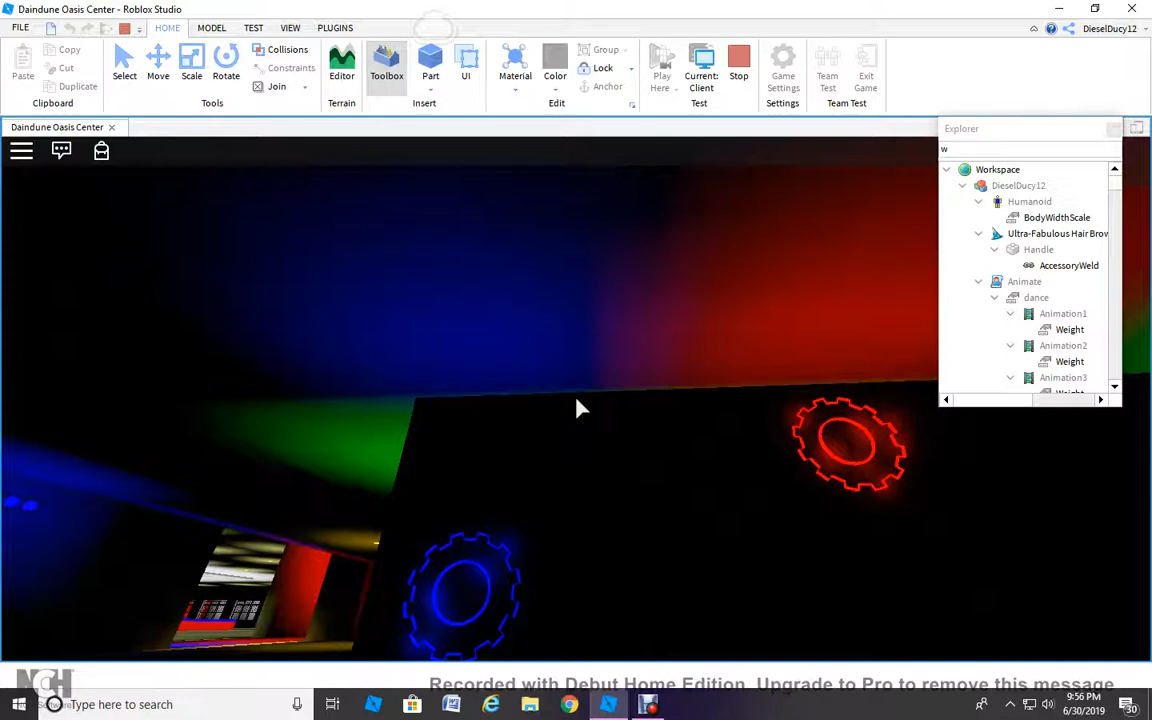 Daindune Oasis Center - Roblox Studio
FILE HOME MODEL TEST VIEW PLUGINS DieselDucy12
Paste Copy Cut Duplicate Select Move Scale Rotate Collisions Constraints Join Editor Toolbox Part UI Material Color Group Lock Anchor Play Here Current: Client Stop Game Settings Team Test Exit Game
Clipboard Tools Terrain Insert Edit Test Settings Team Test
Daindune Oasis Center
Explorer
w
Workspace
DieselDucy12
Humanoid
BodyWidthScale
Ultra-Fabulous Hair Brow
Handle
AccessoryWeld
Animate
dance
Animation1
Weight
Animation2
Weight
Animation3
Weight
NCH
Recorded with Debut Home Edition. Upgrade to Pro to remove this message
Type here to search
9:56 PM
6/30/2019
30